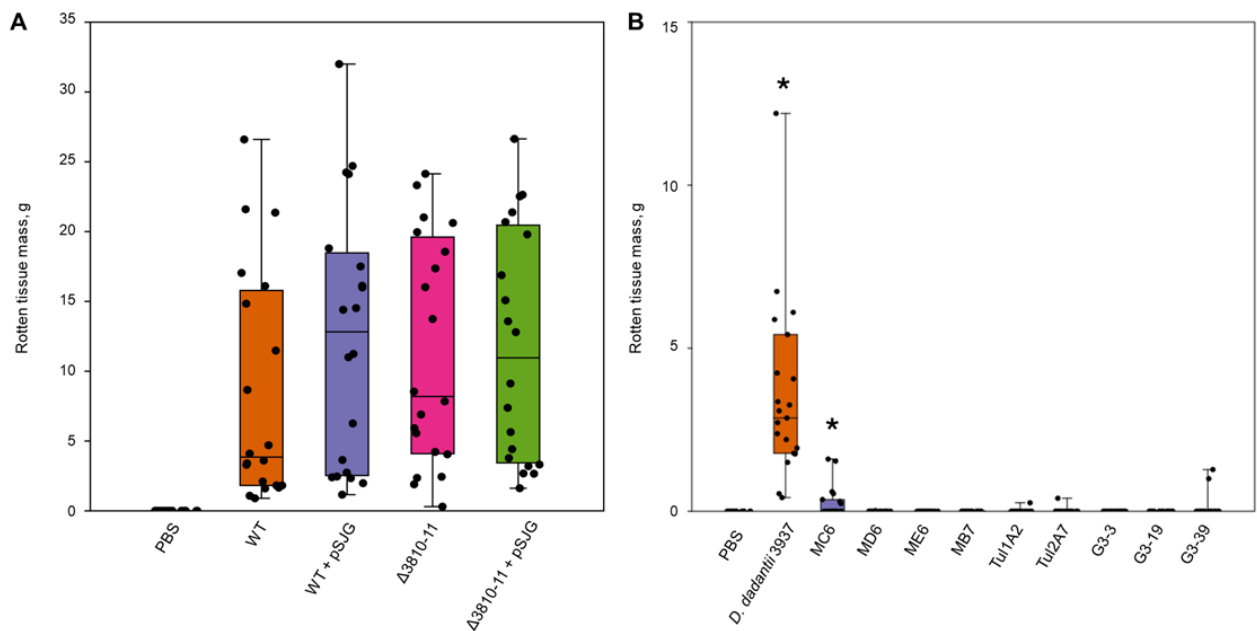 A
Rotten tissue mass, g
35
30
25
20
15
10
5
0
PBS
WT
WT + pSJG
Δ3810-11
Δ3810-11 + pSJG
B
Rotten tissue mass, g
15
10
5
0
*
*
PBS
D. dadantii 3937
MC6
MD6
ME6
MB7
Tul1A2
Tul2A7
G3-3
G3-19
G3-39